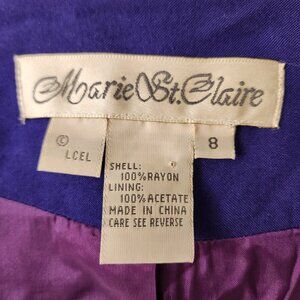 Marie St. Claire
©
LCEL
8
SHELL:
100%RAYON
LINING:
100%ACETATE
MADE IN CHINA
CARE SEE REVERSE